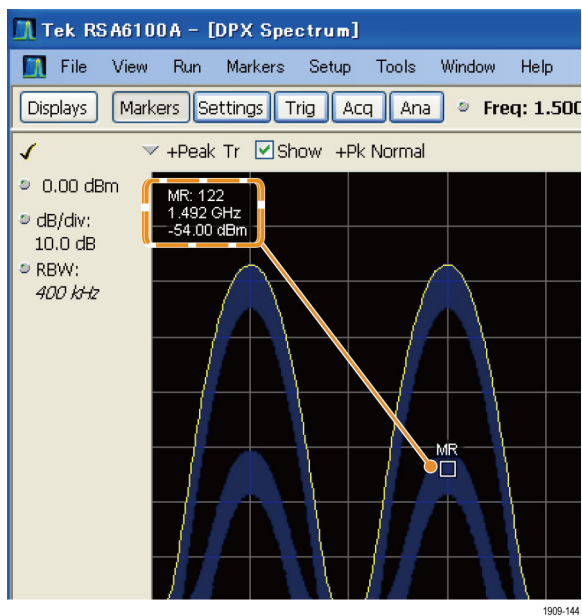 Tek RSA6100A - [DPX Spectrum]
File View Run Markers Setup Tools Window Help
Displays Markers Settings Trig Acq Ana Freq: 1.500
+Peak Tr Show +Pk Normal
0.00 dBm
dB/div:
10.0 dB
RBW:
400 kHz
MR: 122
1.492 GHz
-54.00 dBm
MR
1909-144